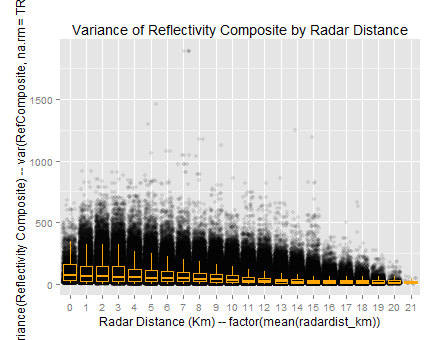 Variance of Reflectivity Composite by Radar Distance
riance(Reflectivity Composite) -- var(RefComposite, na.rm = TR
1500
1000
500
0
0 1 2 3 4 5 6 7 8 9 10 11 12 13 14 15 16 17 18 19 20 21
Radar Distance (Km) -- factor(mean(radardist_km))